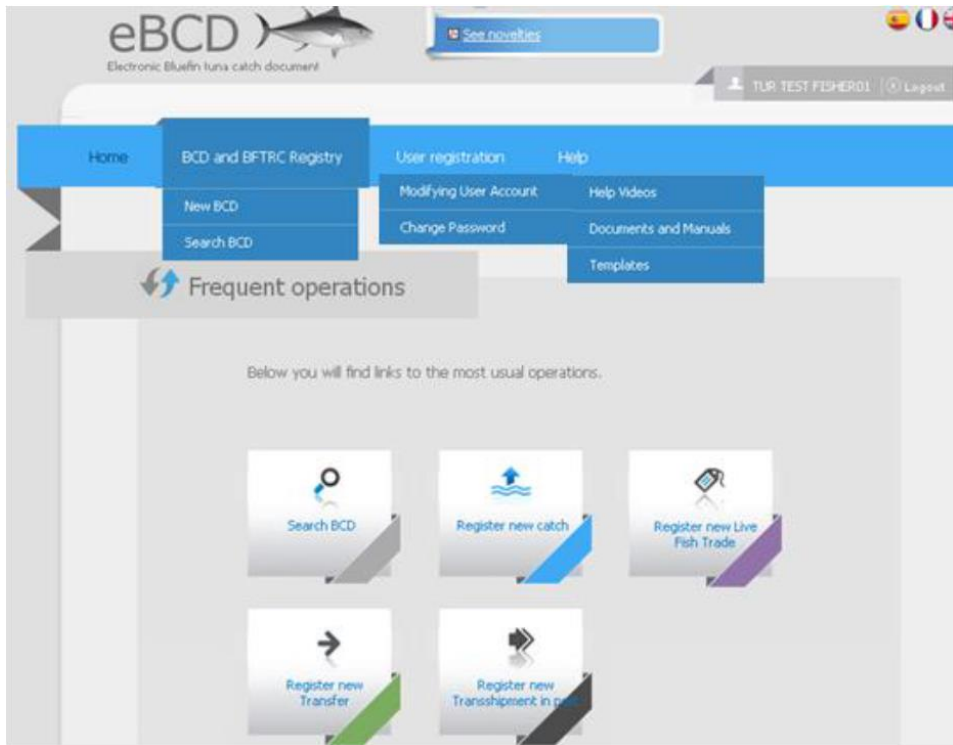 eBCD
Electronic Bluefin tuna catch document
See novelties
TUR TEST FISHER01 Logout
Home BCD and BFTRC Registry User registration Help
New BCD
Search BCD
Modifying User Account
Change Password
Help Videos
Documents and Manuals
Templates
Frequent operations
Below you will find links to the most usual operations.
Search BCD
Register new catch
Register new Live
Fish Trade
Register new
Transfer
Register new
Transshipment in